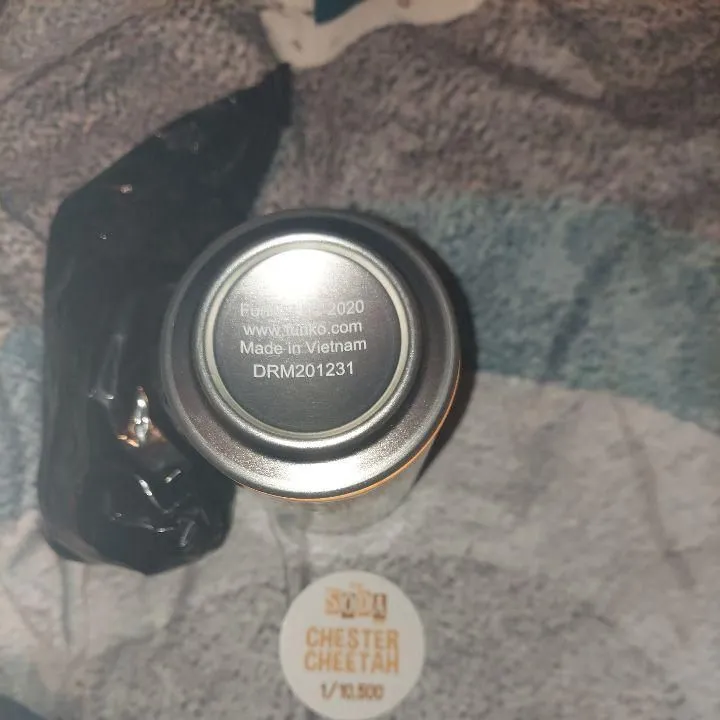 2020
www.funko.com
Made in Vietnam
DRM201231
SODA
CHESTER
CHEETAH
1/10,500